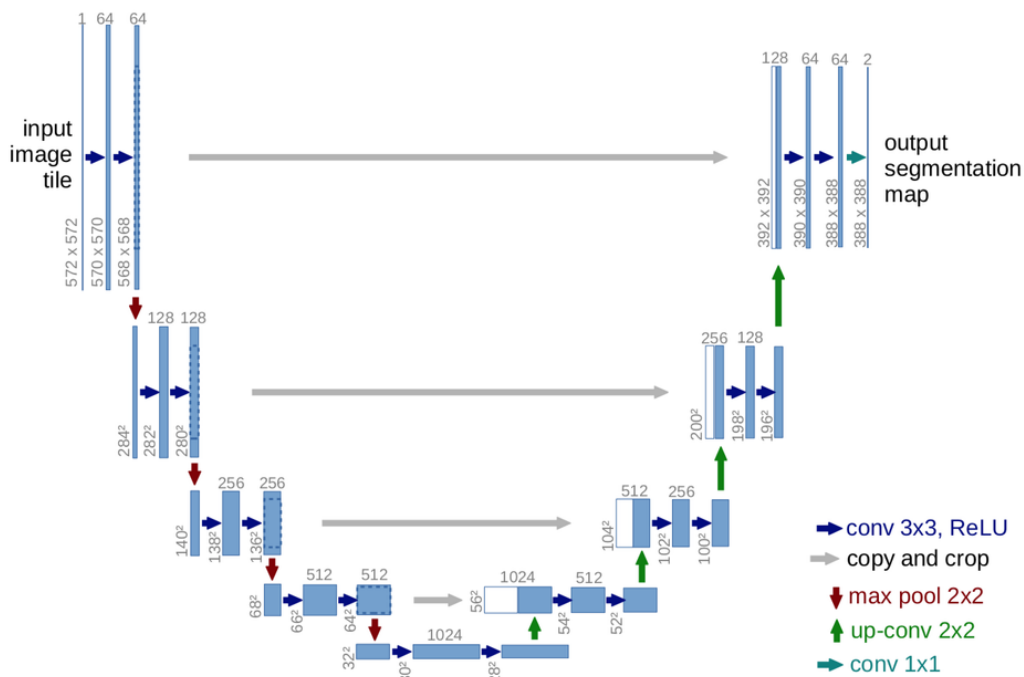 1 64 64
128 64 64 2
input
image
tile
output
segmentation
map
572 x 572
570 x 570
568 x 568
392 x 392
390 x 390
388 x 388
388 x 388
128 128
256 128
284²
282²
280²
200²
198²
196²
256 256
512 256
140²
138²
136²
104²
102²
100²
conv 3x3, ReLU
copy and crop
max pool 2x2
up-conv 2x2
conv 1x1
512 512
1024 512
68²
66²
64²
56²
54²
52²
1024
32²